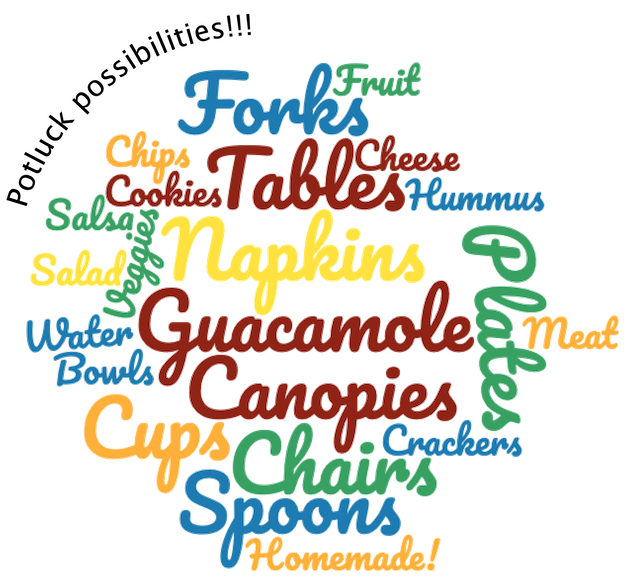 Potluck possibilities!!!
Fruit
Forks
Chips
Cheese
Tables
Cookies
Hummus
Salsa
Veggies
Napkins
Salad
Plates
Guacamole
Water
Meat
Bowls
Canopies
Cups
Crackers
Chairs
Spoons
Homemade!